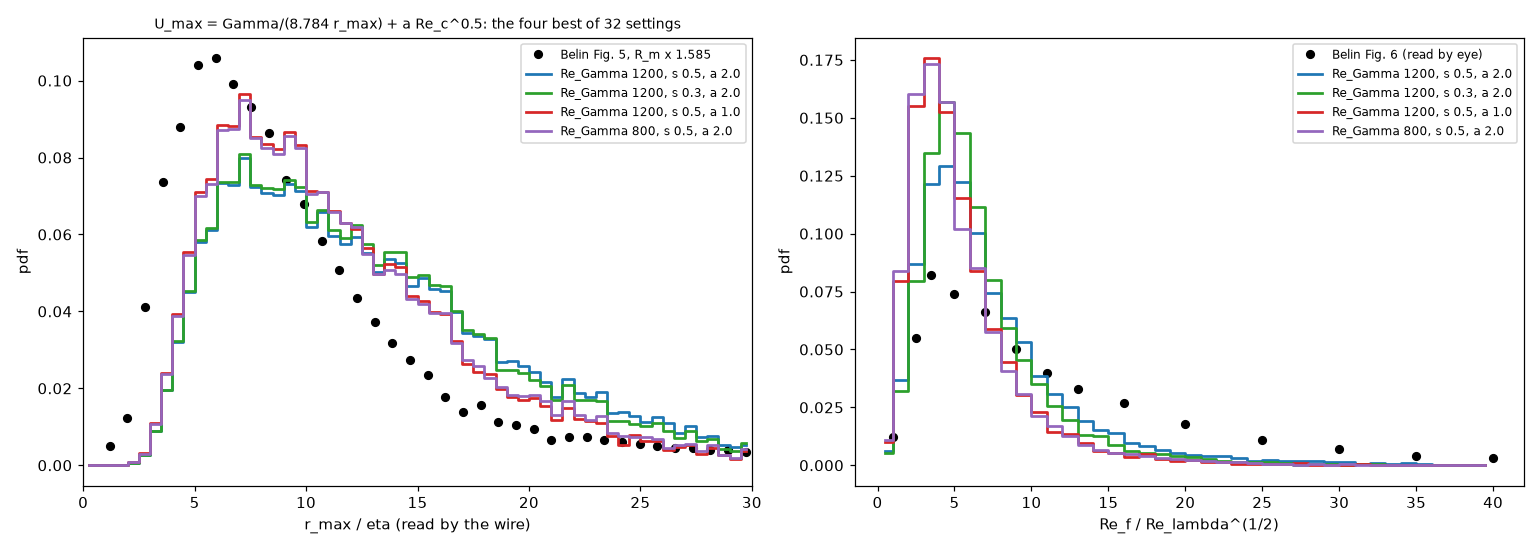 U_max = Gamma/(8.784 r_max) + a Re_c^0.5: the four best of 32 settings
pdf
0.10
0.08
0.06
0.04
0.02
0.00
0 5 10 15 20 25 30
r_max / eta (read by the wire)
Belin Fig. 5, R_m x 1.585
Re_Gamma 1200, s 0.5, a 2.0
Re_Gamma 1200, s 0.3, a 2.0
Re_Gamma 1200, s 0.5, a 1.0
Re_Gamma 800, s 0.5, a 2.0
pdf
0.175
0.150
0.125
0.100
0.075
0.050
0.025
0.000
0 5 10 15 20 25 30 35 40
Re_f / Re_lambda^(1/2)
Belin Fig. 6 (read by eye)
Re_Gamma 1200, s 0.5, a 2.0
Re_Gamma 1200, s 0.3, a 2.0
Re_Gamma 1200, s 0.5, a 1.0
Re_Gamma 800, s 0.5, a 2.0